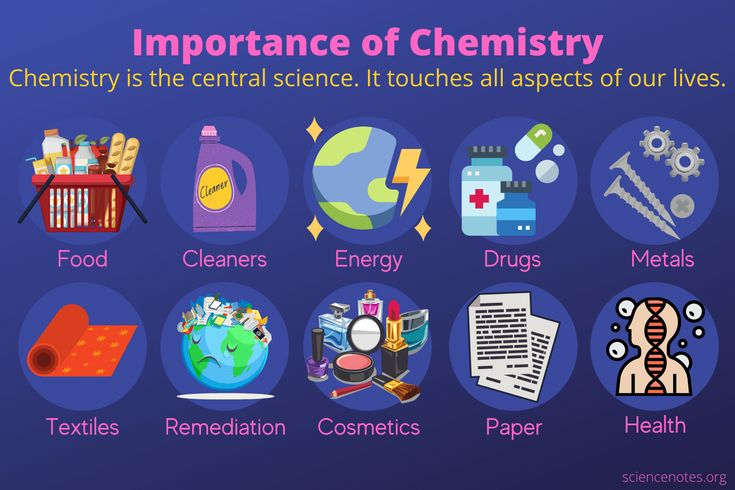 Importance of Chemistry
Chemistry is the central science. It touches all aspects of our lives.
Cleaner
Food Cleaners Energy Drugs Metals
Textiles Remediation Cosmetics Paper Health
sciencenotes.org